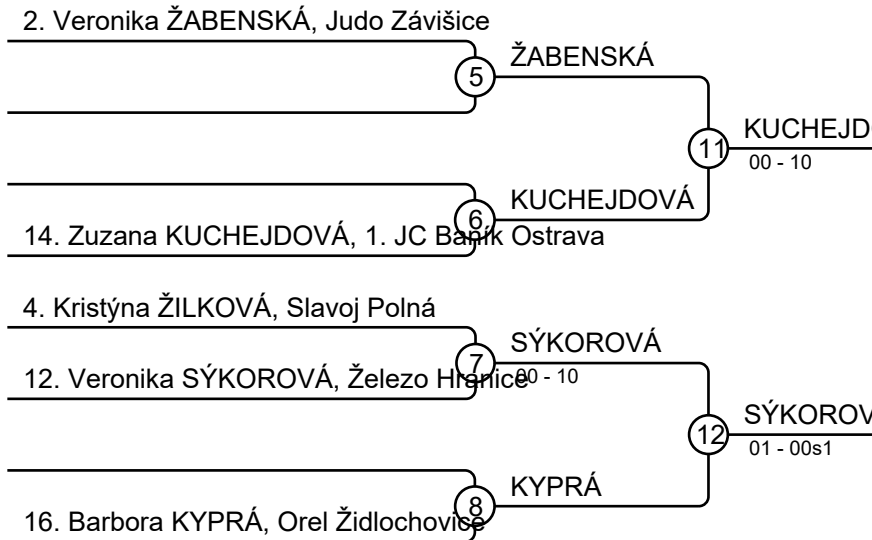 2. Veronika ŽABENSKÁ, Judo Závišice
5
ŽABENSKÁ
11
KUCHEJD
00 - 10
6
KUCHEJDOVÁ
14. Zuzana KUCHEJDOVÁ, 1. JC Baník Ostrava
4. Kristýna ŽILKOVÁ, Slavoj Polná
7
SÝKOROVÁ
00 - 10
12. Veronika SÝKOROVÁ, Železo Hranice
12
SÝKOROV
01 - 00s1
8
KYPRÁ
16. Barbora KYPRÁ, Orel Židlochovice